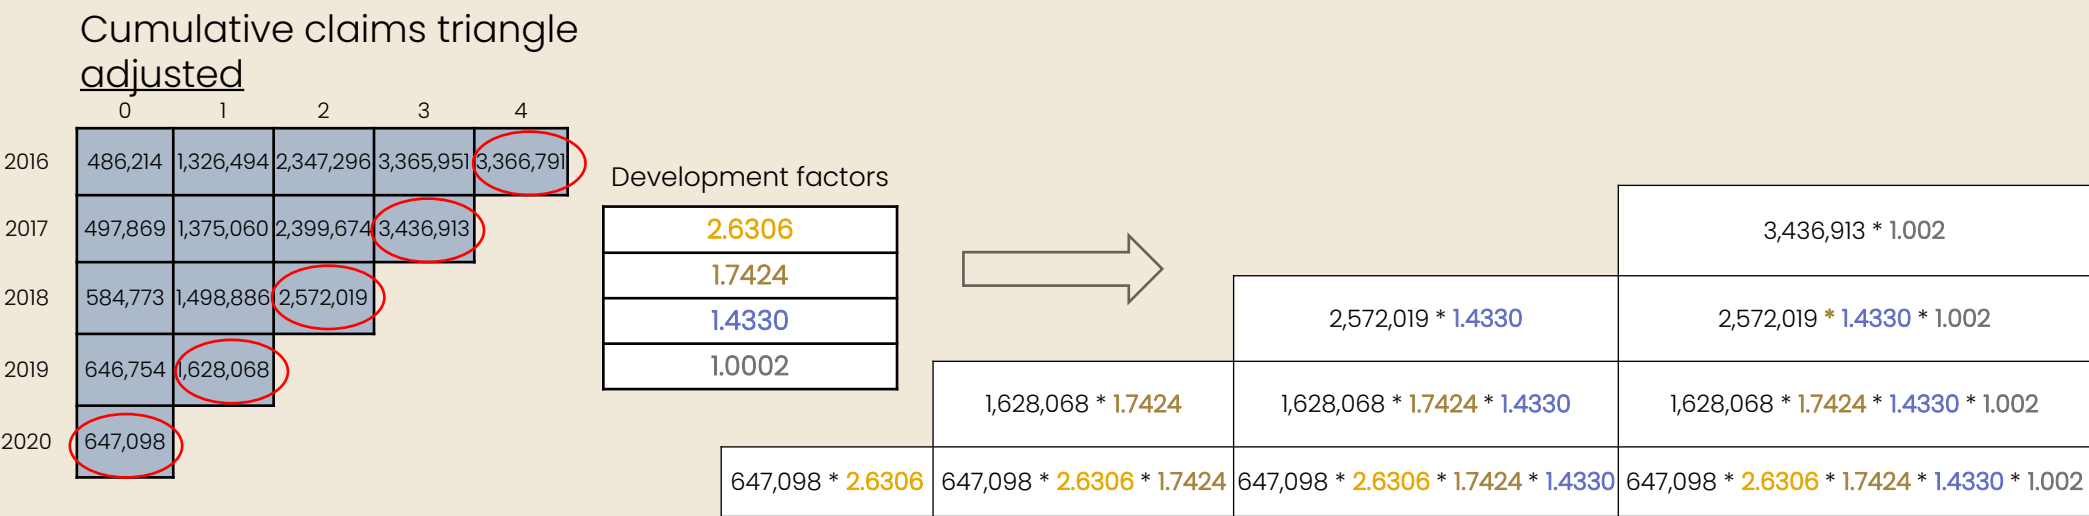 Cumulative claims triangle
adjusted
0 1 2 3 4
2016 486,214 1,326,494 2,347,296 3,365,951 3,366,791
2017 497,869 1,375,060 2,399,674 3,436,913
2018 584,773 1,498,886 2,572,019
2019 646,754 1,628,068
2020 647,098
Development factors
2.6306
1.7424
1.4330
1.0002
3,436,913 * 1.002
2,572,019 * 1.4330 2,572,019 * 1.4330 * 1.002
1,628,068 * 1.7424 1,628,068 * 1.7424 * 1.4330 1,628,068 * 1.7424 * 1.4330 * 1.002
647,098 * 2.6306 647,098 * 2.6306 * 1.7424 647,098 * 2.6306 * 1.7424 * 1.4330 647,098 * 2.6306 * 1.7424 * 1.4330 * 1.002